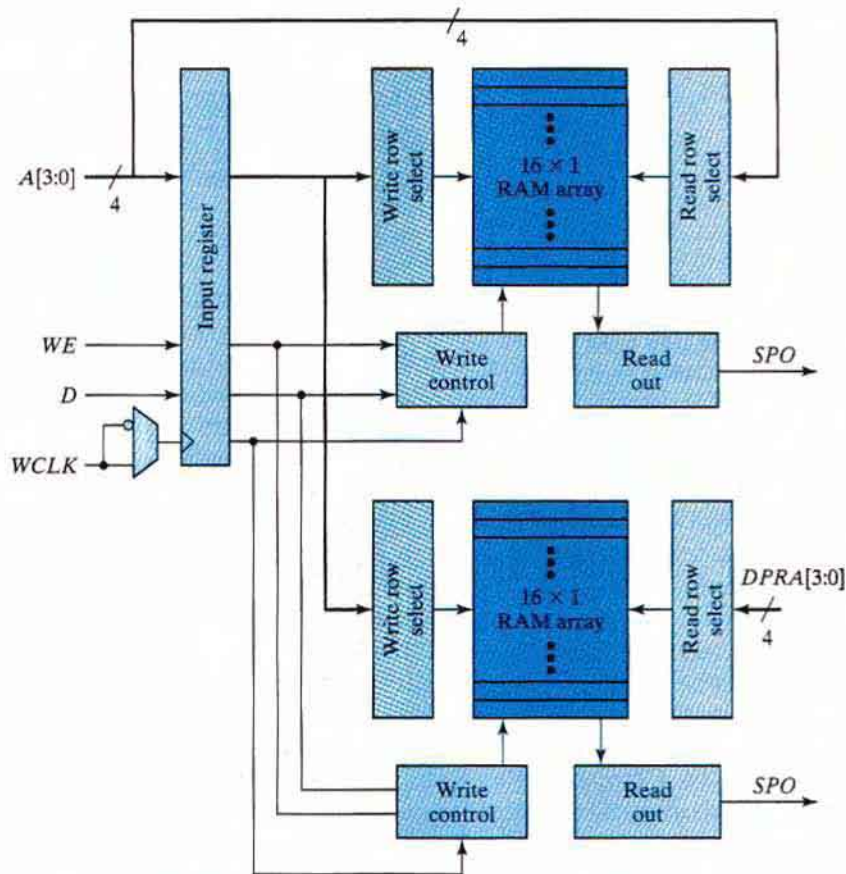 4
A[3:0]
4
Input register
Write row
select
16 × 1
RAM array
Read row
select
WE
D
WCLK
Write
control
Read
out
SPO
Write row
select
16 × 1
RAM array
Read row
select
DPRA[3:0]
4
Write
control
Read
out
SPO